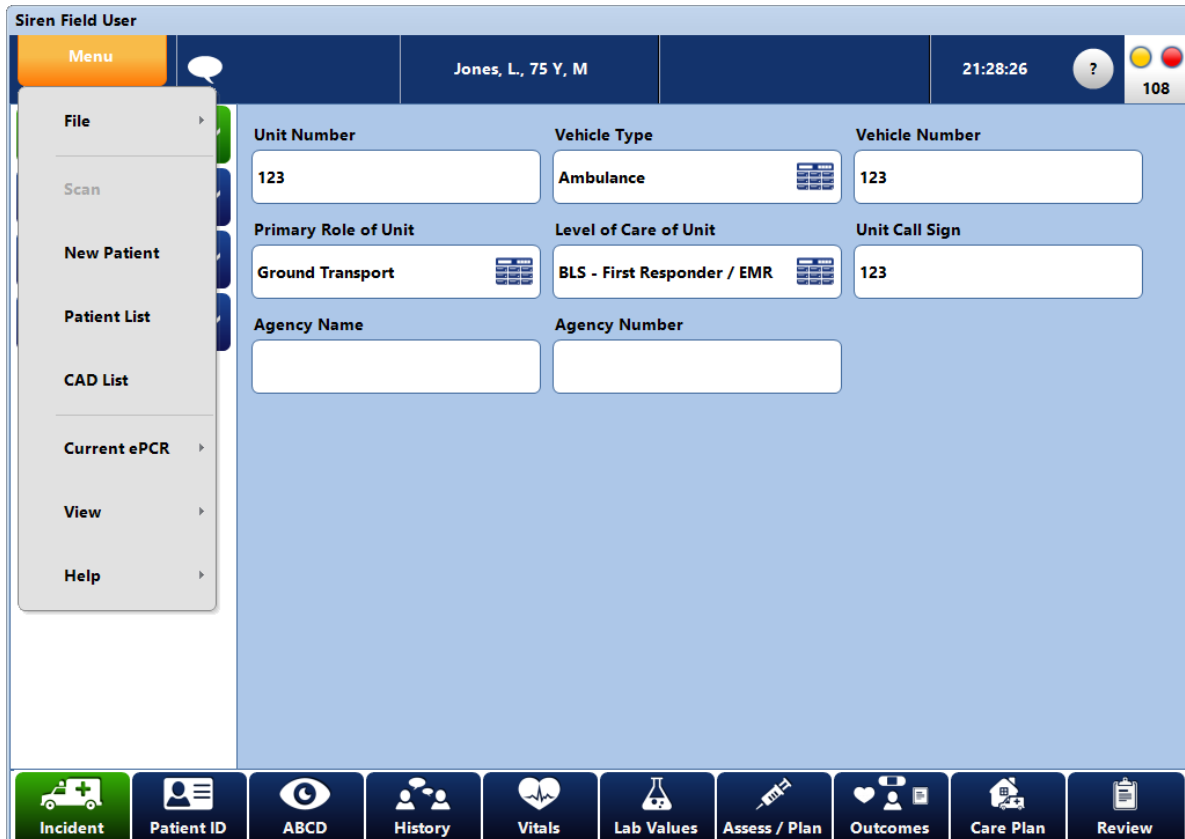 Siren Field User
Menu
Jones, L., 75 Y, M
21:28:26
?
108
File
Scan
New Patient
Patient List
CAD List
Current ePCR
View
Help
Unit Number
Vehicle Type
Vehicle Number
123
Ambulance
123
Primary Role of Unit
Level of Care of Unit
Unit Call Sign
Ground Transport
BLS - First Responder / EMR
123
Agency Name
Agency Number
Incident
Patient ID
ABCD
History
Vitals
Lab Values
Assess / Plan
Outcomes
Care Plan
Review